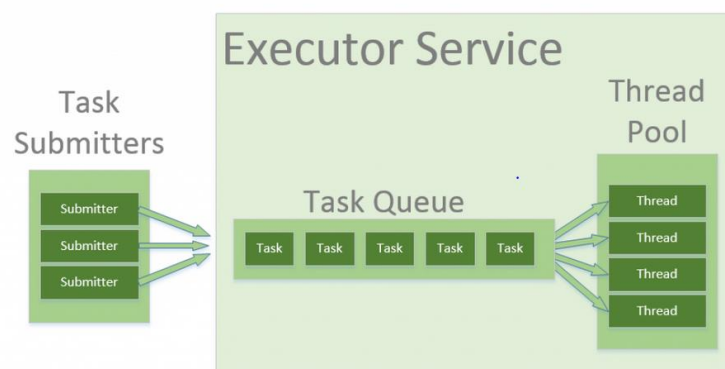 Executor Service
Task
Submitters
Submitter
Submitter
Submitter
Task Queue
Task Task Task Task Task
Thread
Pool
Thread
Thread
Thread
Thread